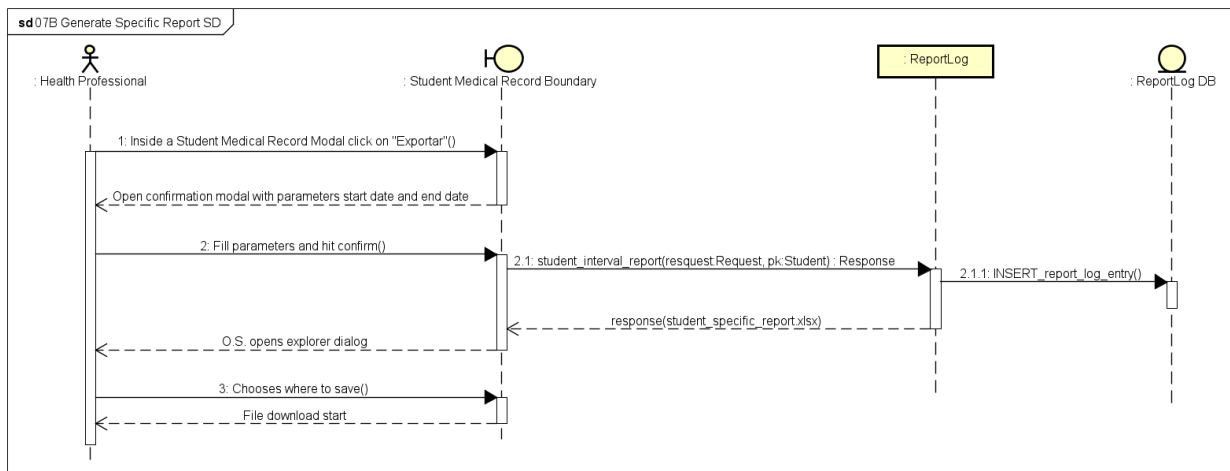 sd 07B Generate Specific Report SD
: Health Professional
: Student Medical Record Boundary
: ReportLog
: ReportLog DB
1: Inside a Student Medical Record Modal click on "Exportar"()
Open confirmation modal with parameters start date and end date
2: Fill parameters and hit confirm()
2.1: student_interval_report(resquest:Request, pk:Student) : Response
2.1.1: INSERT_report_log_entry()
response(student_specific_report.xlsx)
O.S. opens explorer dialog
3: Chooses where to save()
File download start